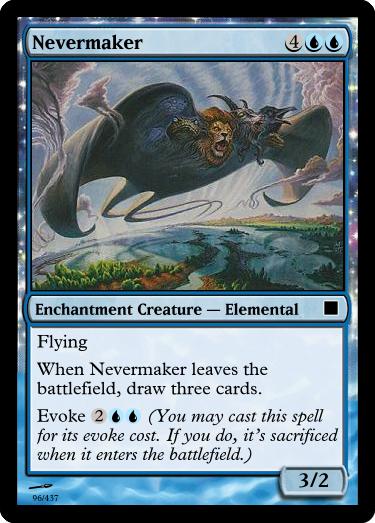 Nevermaker 4
Enchantment Creature — Elemental
Flying
When Nevermaker leaves the
battlefield, draw three cards.
Evoke 2 (You may cast this spell
for its evoke cost. If you do, it's sacrificed
when it enters the battlefield.)
3/2
96/437